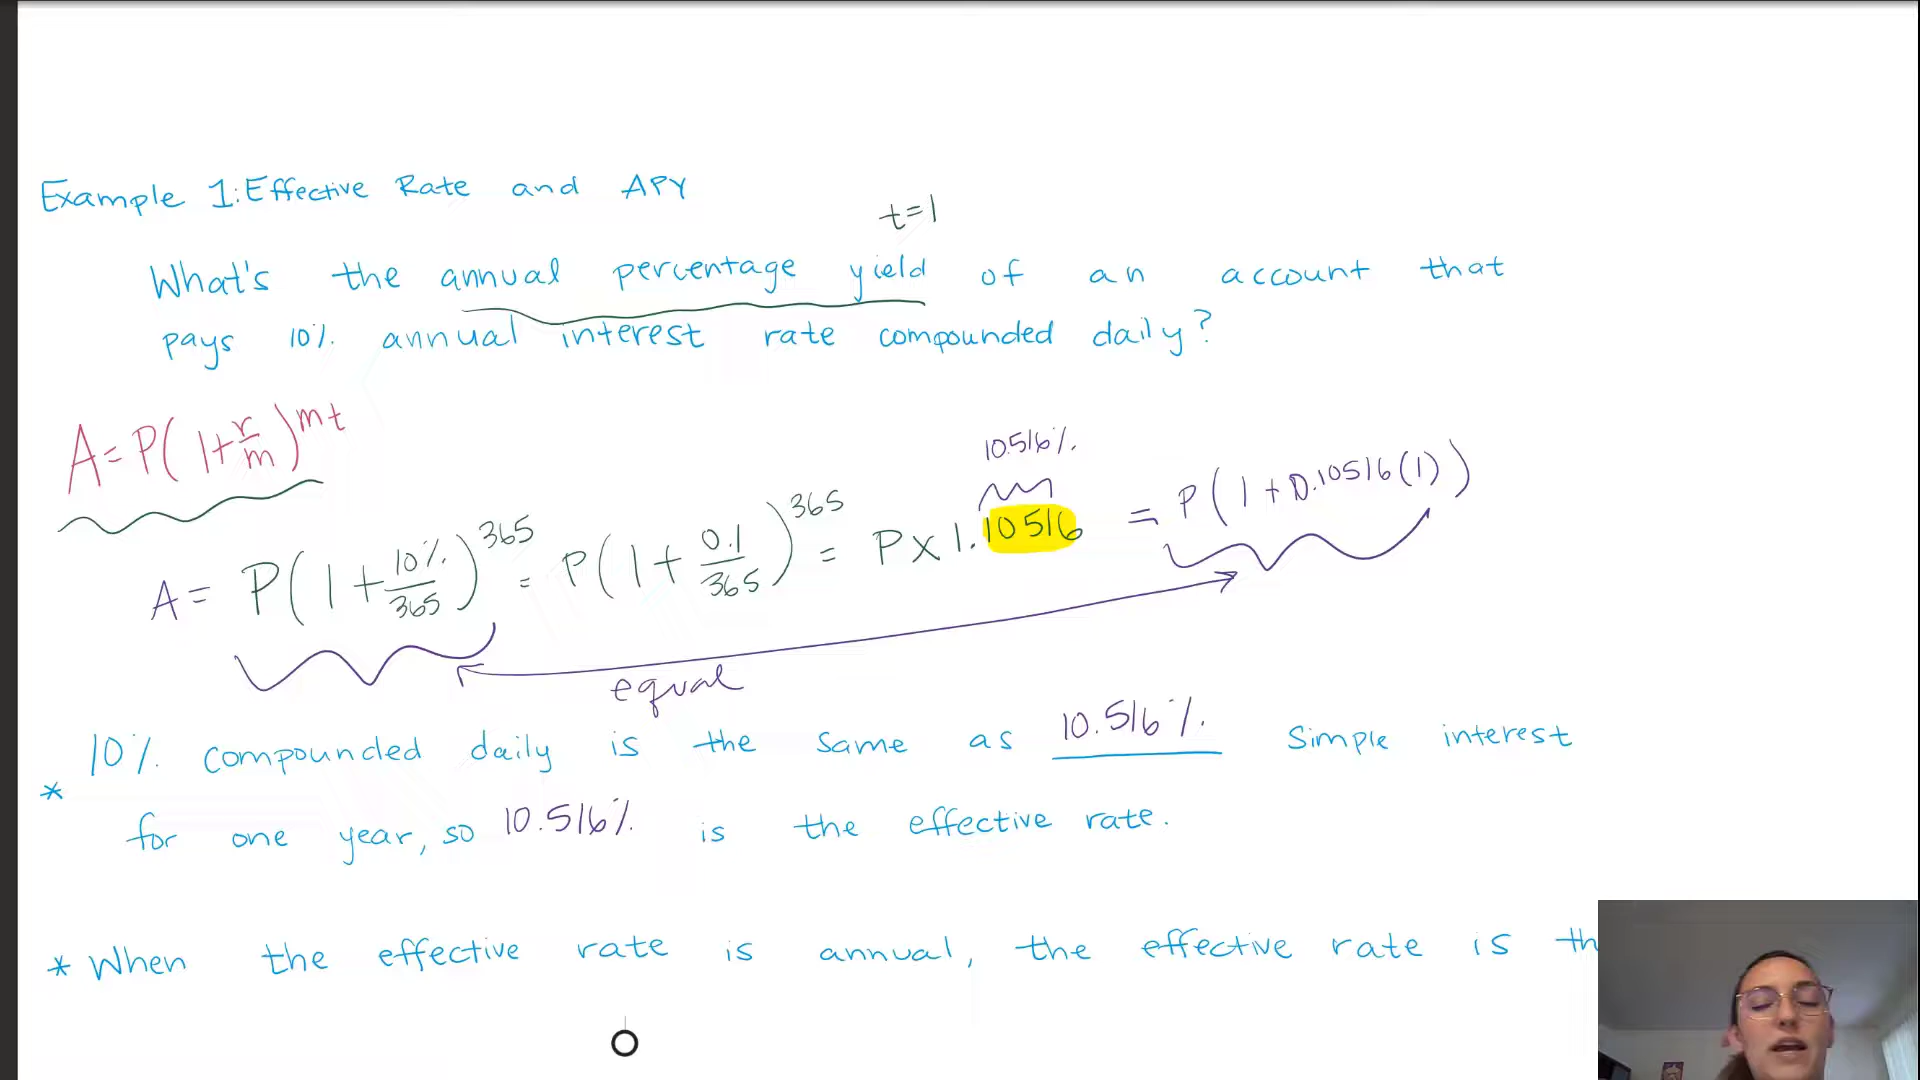 Example 1: Effective Rate and APY
t=1
What's the annual percentage yield of an account that
pays 10% annual interest rate compounded daily?
A=P(1+r/m)^mt
10.516%
A= P(1+10%/365)^365 = P(1+0.1/365)^365 = P×1.10516 = P(1+0.10516(1))
equal
* 10% compounded daily is the same as 10.516% simple interest
for one year, so 10.516% is the effective rate.
* When the effective rate is annual, the effective rate is th